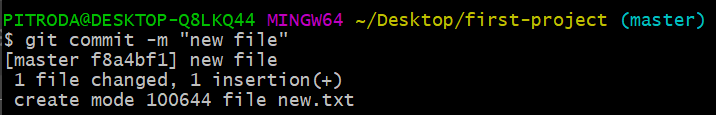 PITRODA@DESKTOP-Q8LKQ44 MINGW64 ~/Desktop/first-project (master)
$ git commit -m "new file"
[master f8a4bf1] new file
 1 file changed, 1 insertion(+)
 create mode 100644 file new.txt